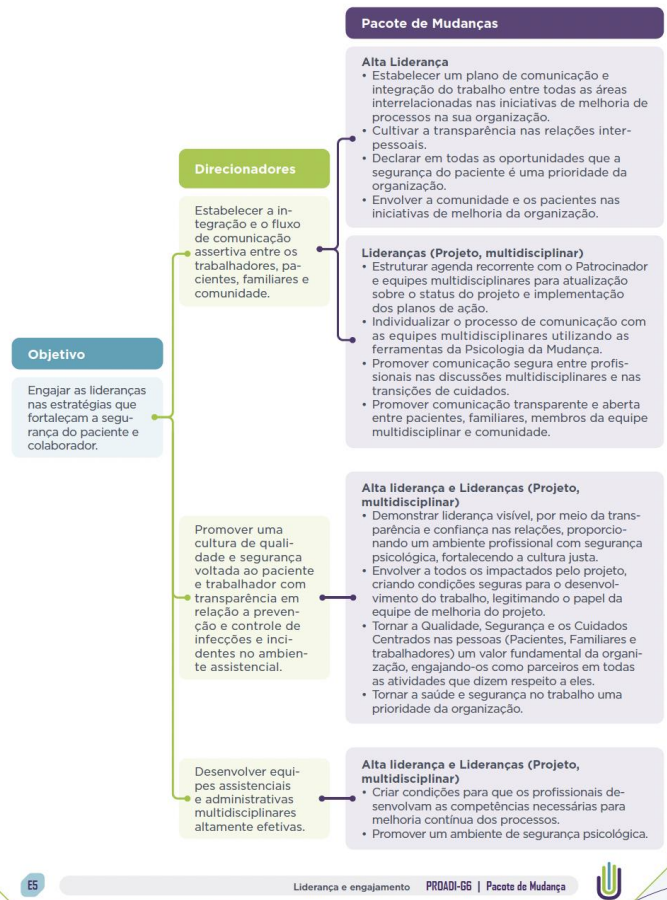 Pacote de Mudanças
Alta Liderança
• Estabelecer um plano de comunicação e
integração do trabalho entre todas as áreas
interrelacionadas nas iniciativas de melhoria de
processos na sua organização.
• Cultivar a transparência nas relações inter-
pessoais.
• Declarar em todas as oportunidades que a
segurança do paciente é uma prioridade da
organização.
• Envolver a comunidade e os pacientes nas
iniciativas de melhoria da organização.
Direcionadores
Estabelecer a in-
tegração e o fluxo
de comunicação
assertiva entre os
trabalhadores, pa-
cientes, familiares e
comunidade.
Lideranças (Projeto, multidisciplinar)
• Estruturar agenda recorrente com o Patrocinador
e equipes multidisciplinares para atualização
sobre o status do projeto e implementação
dos planos de ação.
• Individualizar o processo de comunicação com
as equipes multidisciplinares utilizando as
ferramentas da Psicologia da Mudança.
• Promover comunicação segura entre profis-
sionais nas discussões multidisciplinares e nas
transições de cuidados.
• Promover comunicação transparente e aberta
entre pacientes, familiares, membros da equipe
multidisciplinar e comunidade.
Objetivo
Engajar as lideranças
nas estratégias que
fortaleçam a segu-
rança do paciente e
colaborador.
Promover uma
cultura de quali-
dade e segurança
voltada ao paciente
e trabalhador com
transparência em
relação a preven-
ção e controle de
infecções e inci-
dentes no ambien-
te assistencial.
Alta liderança e Lideranças (Projeto,
multidisciplinar)
• Demonstrar liderança visível, por meio da trans-
parência e confiança nas relações, proporcio-
nando um ambiente profissional com segurança
psicológica, fortalecendo a cultura justa.
• Envolver a todos os impactados pelo projeto,
criando condições seguras para o desenvol-
vimento do trabalho, legitimando o papel da
equipe de melhoria do projeto.
• Tornar a Qualidade, Segurança e os Cuidados
Centrados nas pessoas (Pacientes, Familiares e
trabalhadores) um valor fundamental da organi-
zação, engajando-os como parceiros em todas
as atividades que dizem respeito a eles.
• Tornar a saúde e segurança no trabalho uma
prioridade da organização.
Desenvolver equi-
pes assistenciais
e administrativas
multidisciplinares
altamente efetivas.
Alta liderança e Lideranças (Projeto,
multidisciplinar)
• Criar condições para que os profissionais de-
senvolvam as competências necessárias para
melhoria contínua dos processos.
• Promover um ambiente de segurança psicológica.
E5
Liderança e engajamento PROADI-G6 | Pacote de Mudança